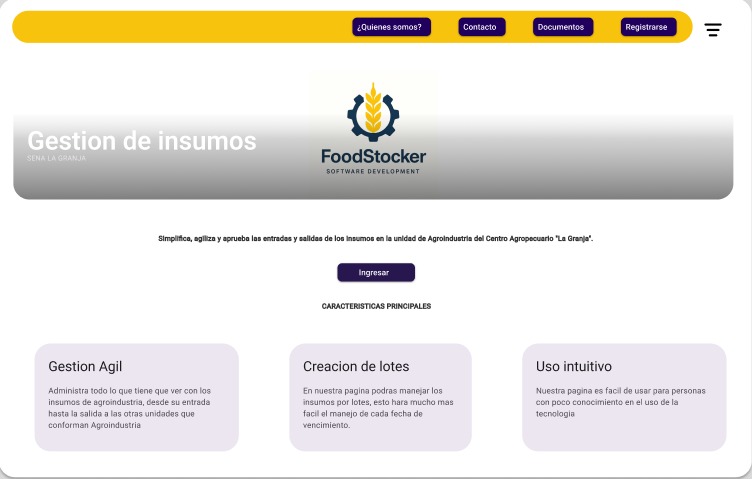 ¿Quienes somos?
Contacto
Documentos
Registrarse
Gestion de insumos
SENA LA GRANJA
FoodStocker
SOFTWARE DEVELOPMENT
Simplifica, agiliza y aprueba las entradas y salidas de los insumos en la unidad de Agroindustria del Centro Agropecuario "La Granja".
Ingresar
CARACTERISTICAS PRINCIPALES
Gestion Agil
Administra todo lo que tiene que ver con los
insumos de agroindustria, desde su entrada
hasta la salida a las otras unidades que
conforman Agroindustria
Creacion de lotes
En nuestra pagina podras manejar los
insumos por lotes, esto hara mucho mas
facil el manejo de cada fecha de
vencimiento.
Uso intuitivo
Nuestra pagina es facil de usar para personas
con poco conocimiento en el uso de la
tecnologia